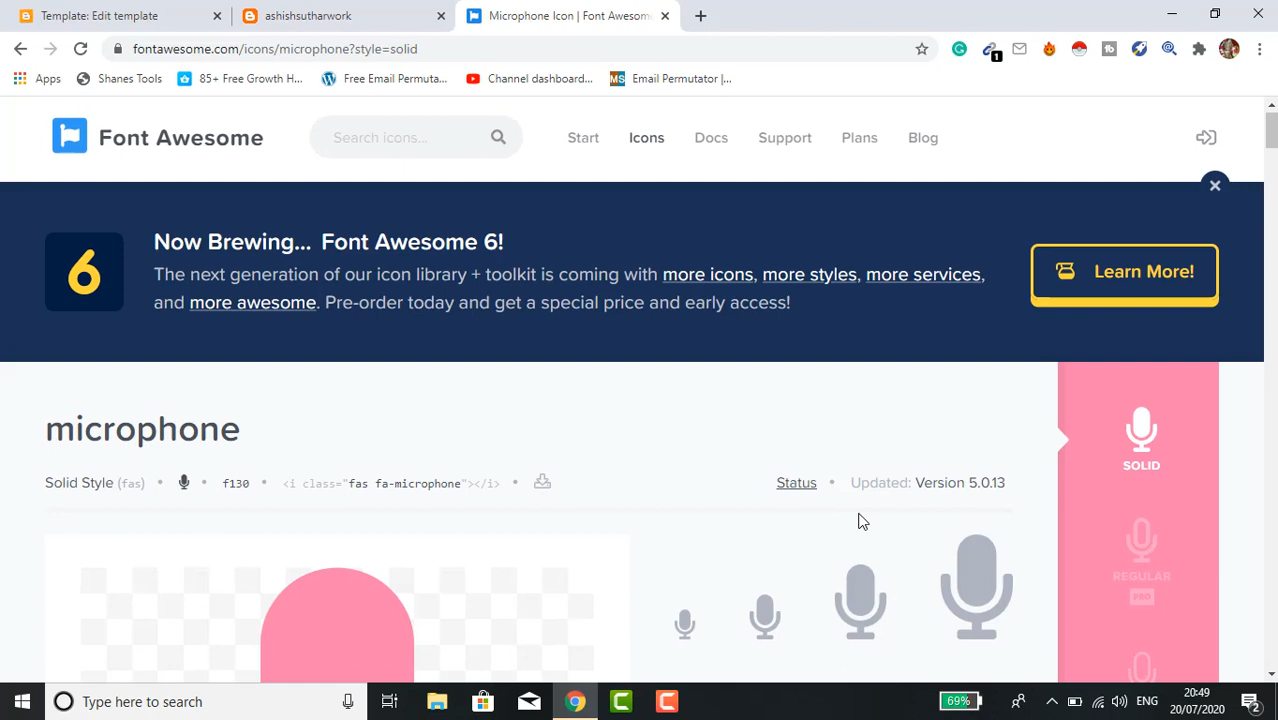 Template: Edit template
ashishsutharwork
Microphone Icon | Font Awesome
fontawesome.com/icons/microphone?style=solid
1
Apps
Shanes Tools
85+ Free Growth H...
Free Email Permuta...
Channel dashboard...
MS
Email Permutator |...
Font Awesome
Search icons...
Start
Icons
Docs
Support
Plans
Blog
6
Now Brewing... Font Awesome 6!
The next generation of our icon library + toolkit is coming with more icons, more styles, more services,
and more awesome. Pre-order today and get a special price and early access!
Learn More!
microphone
Solid Style (fas)
f130
<i class="fas fa-microphone"></i>
Status
Updated: Version 5.0.13
SOLID
REGULAR
PRO
Type here to search
69%
ENG
20:49
20/07/2020
2